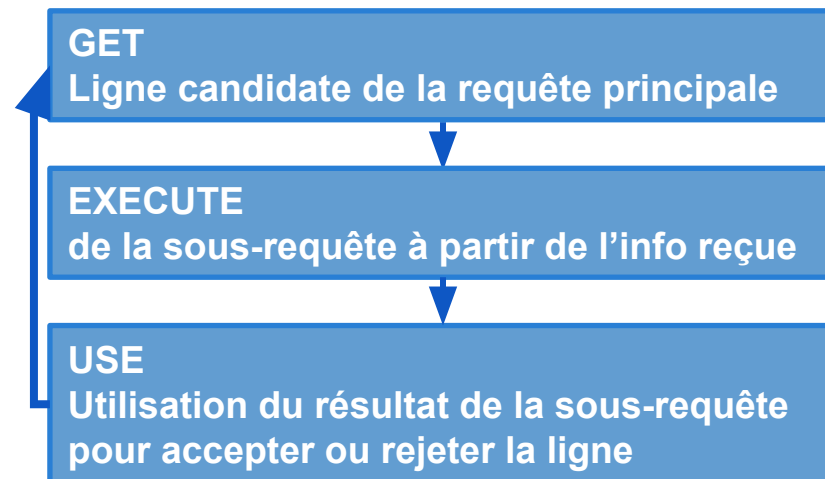 GET
Ligne candidate de la requête principale
EXECUTE
de la sous-requête à partir de l’info reçue
USE
Utilisation du résultat de la sous-requête
pour accepter ou rejeter la ligne